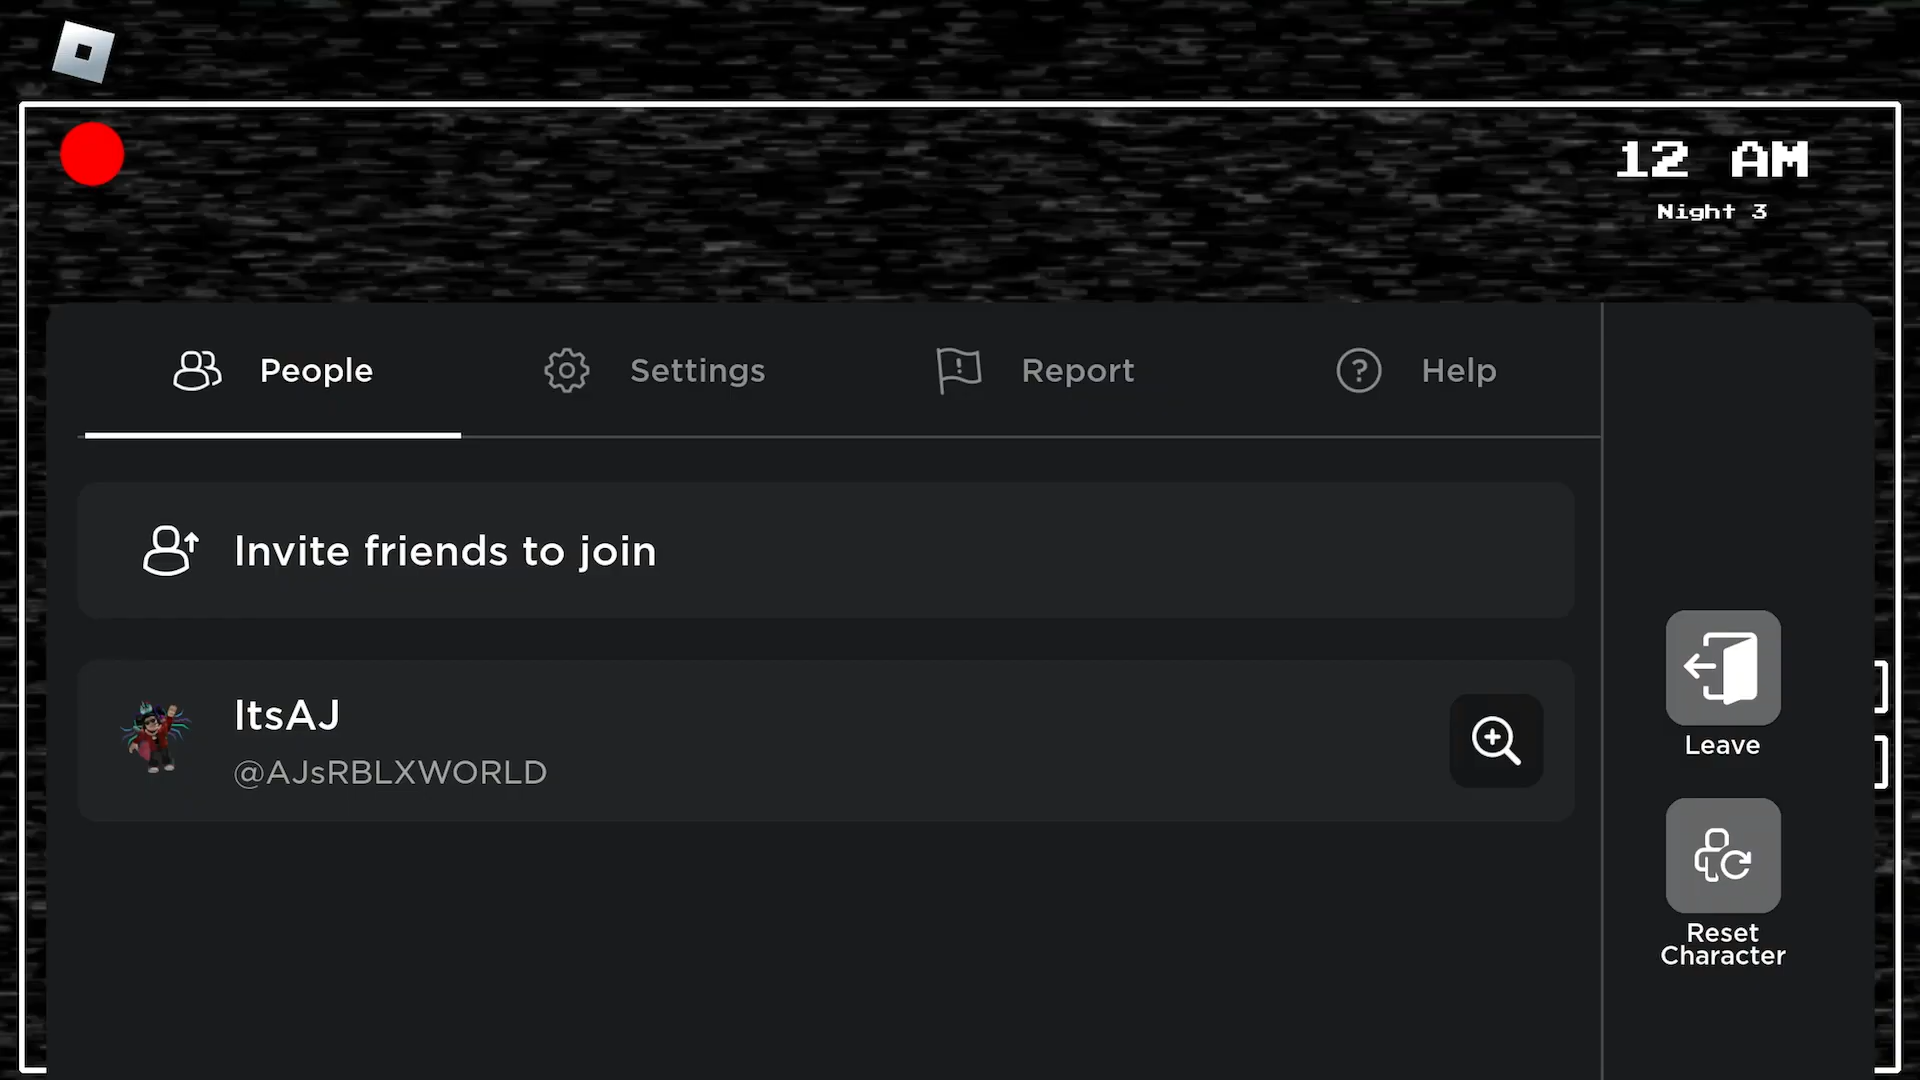 12 AM
Night 3
People
Settings
Report
Help
Invite friends to join
ItsAJ
@AJsRBLXWORLD
Leave
Reset
Character